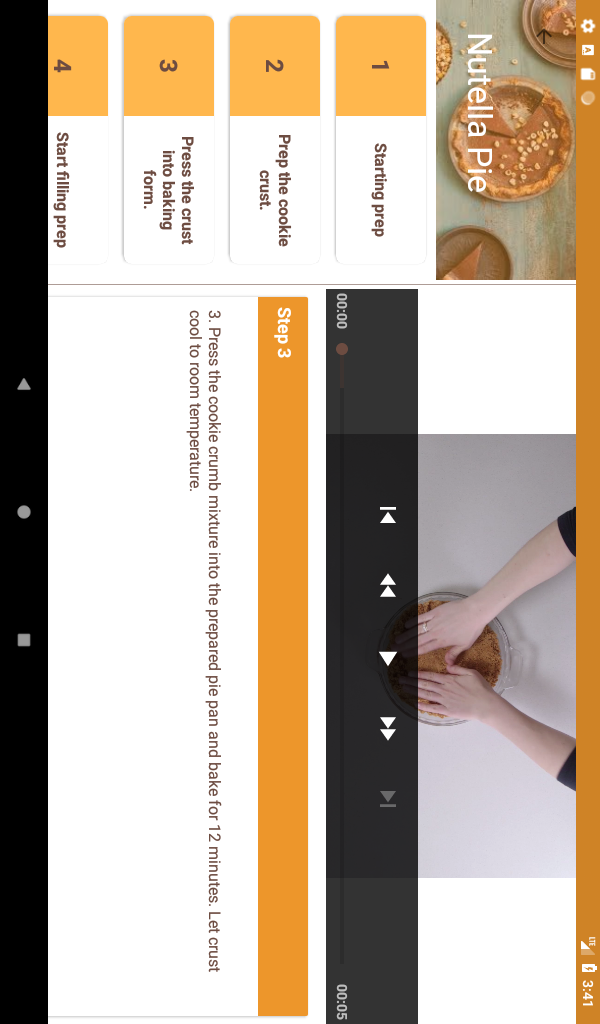 LTE
3:41
Nutella Pie
1
Starting prep
2
Prep the cookie
crust.
3
Press the crust
into baking
form.
4
Start filling prep
00:00
00:05
Step 3
3. Press the cookie crumb mixture into the prepared pie pan and bake for 12 minutes. Let crust
cool to room temperature.